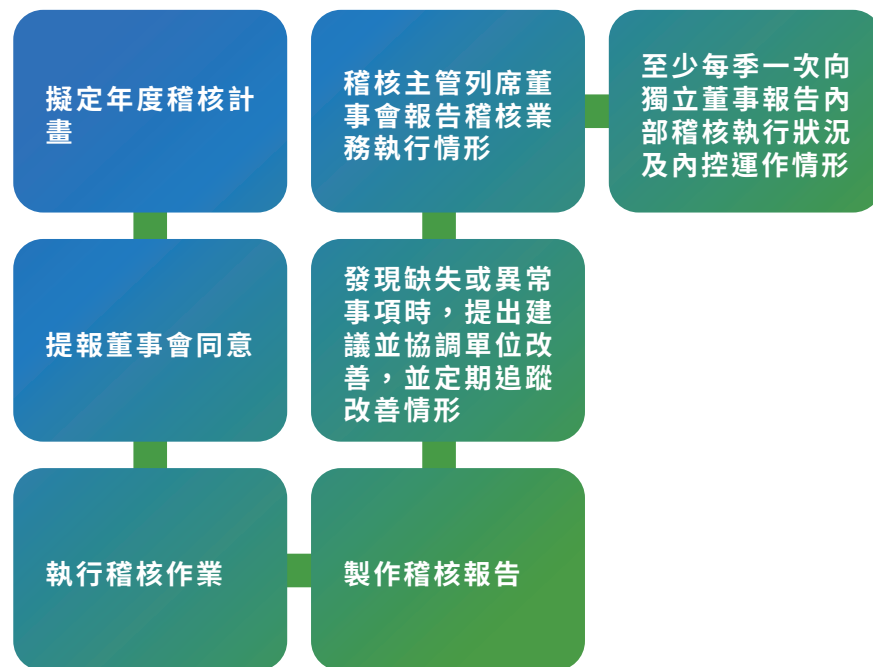 擬定年度稽核計
畫
提報董事會同意
執行稽核作業
製作稽核報告
發現缺失或異常
事項時，提出建
議並協調單位改
善，並定期追蹤
改善情形
稽核主管列席董
事會報告稽核業
務執行情形
至少每季一次向
獨立董事報告內
部稽核執行狀況
及內控運作情形